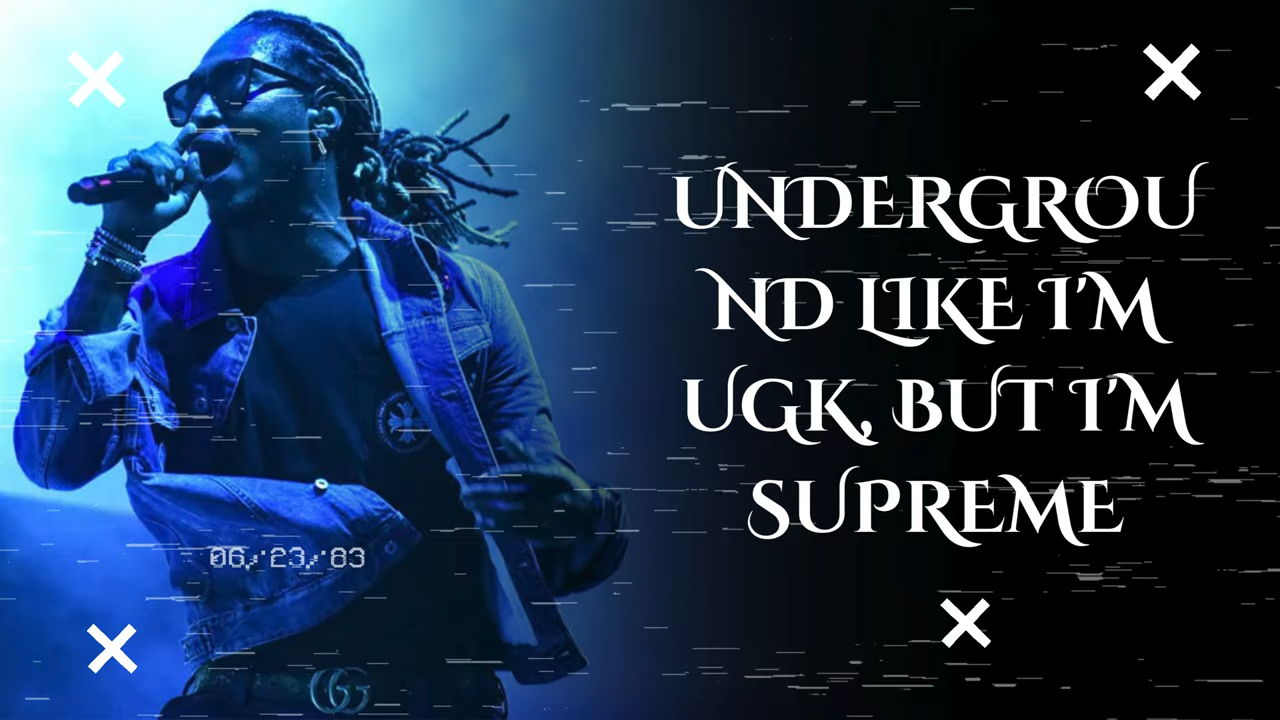 UNDERGROU
ND LIKE I'M
UGK, BUT I'M
SUPREME
06/23/83